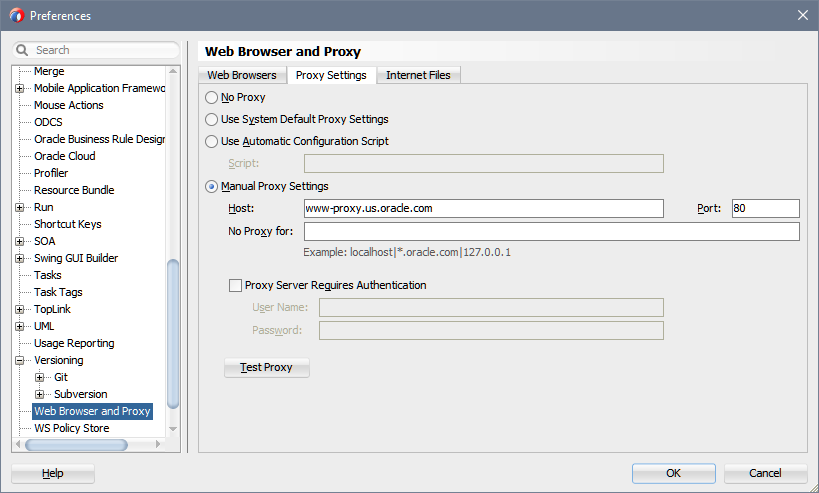 Preferences
Search
Web Browser and Proxy
Web Browsers Proxy Settings Internet Files
Merge
Mobile Application Framewo
Mouse Actions
ODCS
Oracle Business Rule Design
Oracle Cloud
Profiler
Resource Bundle
Run
Shortcut Keys
SOA
Swing GUI Builder
Tasks
Task Tags
TopLink
UML
Usage Reporting
Versioning
Git
Subversion
Web Browser and Proxy
WS Policy Store
No Proxy
Use System Default Proxy Settings
Use Automatic Configuration Script
Script:
Manual Proxy Settings
Host: www-proxy.us.oracle.com Port: 80
No Proxy for:
Example: localhost|*.oracle.com|127.0.0.1
Proxy Server Requires Authentication
User Name:
Password:
Test Proxy
Help OK Cancel